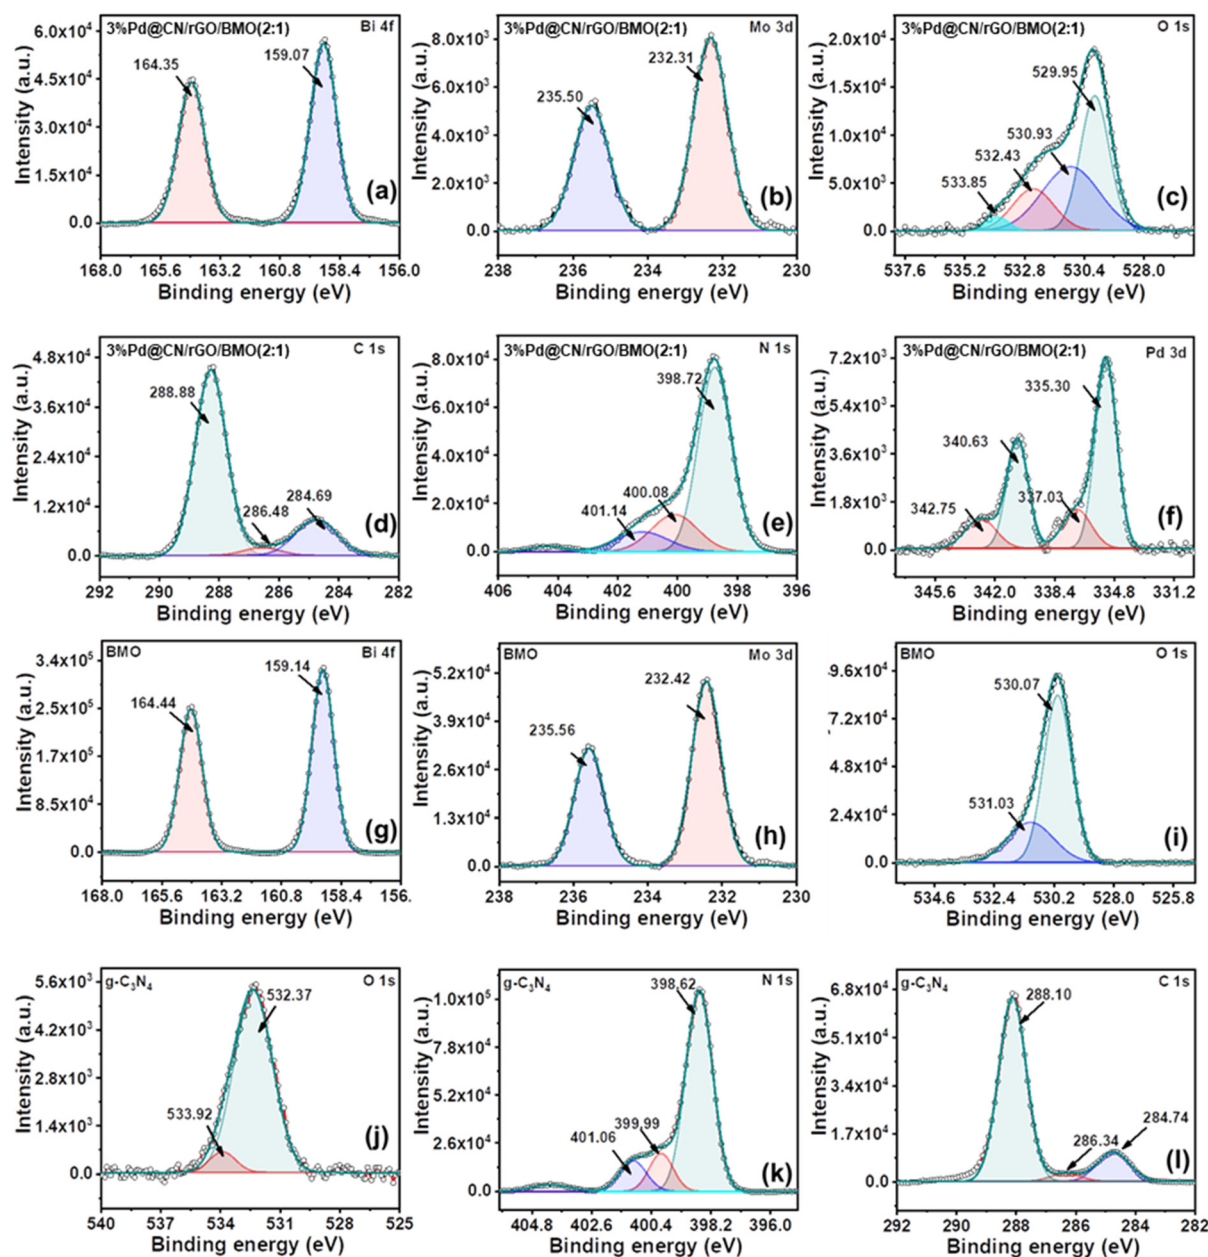 3%Pd@CN/rGO/BMO(2:1) Bi 4f
164.35
159.07
(a)
Intensity (a.u.)
6.0x10⁴
4.5x10⁴
3.0x10⁴
1.5x10⁴
0.0
168.0 165.6 163.2 160.8 158.4 156.0
Binding energy (eV)
3%Pd@CN/rGO/BMO(2:1) Mo 3d
235.50
232.31
(b)
Intensity (a.u.)
8.0x10³
6.0x10³
4.0x10³
2.0x10³
0.0
238 236 234 232 230
Binding energy (eV)
3%Pd@CN/rGO/BMO(2:1) O 1s
529.95
530.93
532.43
533.85
(c)
Intensity (a.u.)
2.0x10⁴
1.5x10⁴
1.0x10⁴
5.0x10³
0.0
537.6 535.2 532.8 530.4 528.0
Binding energy (eV)
3%Pd@CN/rGO/BMO(2:1)
C 1s
288.88
286.48
284.69
(d)
Intensity (a.u.)
4.8x10⁴
3.6x10⁴
2.4x10⁴
1.2x10⁴
0.0
292 290 288 286 284 282
Binding energy (eV)
3%Pd@CN/rGO/BMO(2:1) N 1s
398.72
400.08
401.14
(e)
Intensity (a.u.)
8.0x10⁴
6.0x10⁴
4.0x10⁴
2.0x10⁴
0.0
406 404 402 400 398 396
Binding energy (eV)
3%Pd@CN/rGO/BMO(2:1)
Pd 3d
335.30
340.63
342.75
337.03
(f)
Intensity (a.u.)
7.2x10³
5.4x10³
3.6x10³
1.8x10³
0.0
345.6 342.0 338.4 334.8 331.2
Binding energy (eV)
BMO Bi 4f
159.14
164.44
(g)
Intensity (a.u.)
3.4x10⁵
2.5x10⁵
1.7x10⁵
8.5x10⁴
0.0
168.0 165.6 163.2 160.8 158.4 156.
Binding energy (eV)
BMO Mo 3d
232.42
235.56
(h)
Intensity (a.u.)
5.2x10⁴
3.9x10⁴
2.6x10⁴
1.3x10⁴
0.0
238 236 234 232 230
Binding energy (eV)
BMO O 1s
530.07
531.03
(i)
9.6x10⁴
7.2x10⁴
4.8x10⁴
2.4x10⁴
0.0
534.6 532.4 530.2 528.0 525.8
Binding energy (eV)
g-C₃N₄ O 1s
532.37
533.92
(j)
Intensity (a.u.)
5.6x10³
4.2x10³
2.8x10³
1.4x10³
0.0
540 537 534 531 528 525
Binding energy (eV)
g-C₃N₄ N 1s
398.62
399.99
401.06
(k)
Intensity (a.u.)
1.0x10⁵
7.8x10⁴
5.2x10⁴
2.6x10⁴
0.0
404.8 402.6 400.4 398.2 396.0
Binding energy (eV)
g-C₃N₄ C 1s
288.10
284.74
286.34
(l)
Intensity (a.u.)
6.8x10⁴
5.1x10⁴
3.4x10⁴
1.7x10⁴
0.0
292 290 288 286 284 282
Binding energy (eV)